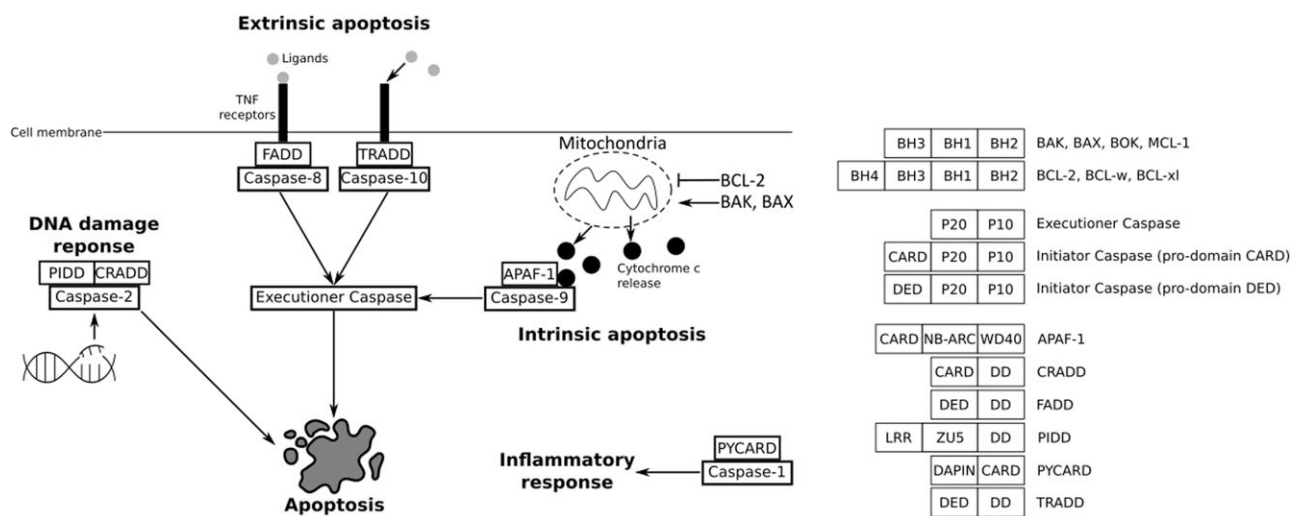 Extrinsic apoptosis
Ligands
TNF
receptors
Cell membrane
FADD
TRADD
Caspase-8
Caspase-10
Mitochondria
BCL-2
BAK, BAX
DNA damage
reponse
PIDD CRADD
Caspase-2
Executioner Caspase
APAF-1
Caspase-9
Cytochrome c
release
Intrinsic apoptosis
Apoptosis
Inflammatory
response
PYCARD
Caspase-1
BH3 BH1 BH2 BAK, BAX, BOK, MCL-1
BH4 BH3 BH1 BH2 BCL-2, BCL-w, BCL-xl
P20 P10 Executioner Caspase
CARD P20 P10 Initiator Caspase (pro-domain CARD)
DED P20 P10 Initiator Caspase (pro-domain DED)
CARD NB-ARC WD40 APAF-1
CARD DD CRADD
DED DD FADD
LRR ZU5 DD PIDD
DAPIN CARD PYCARD
DED DD TRADD